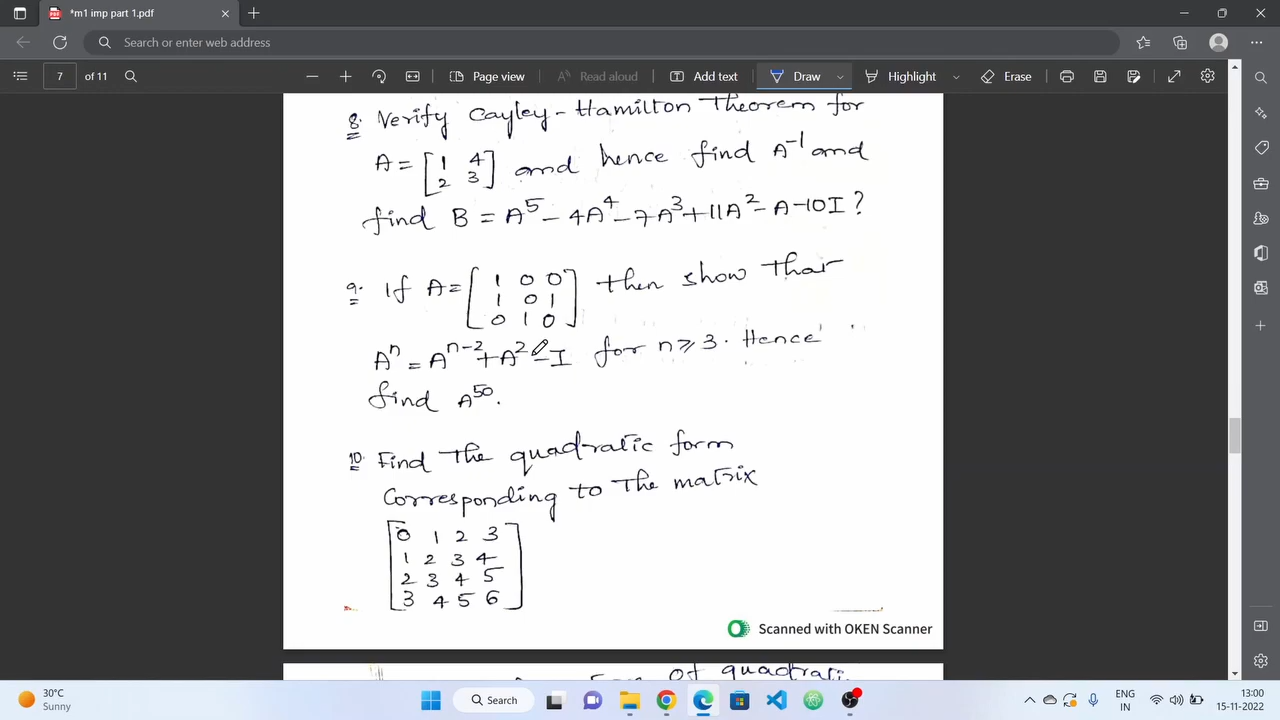 *m1 imp part 1.pdf
Search or enter web address
7 of 11 Page view Read aloud Add text Draw Highlight Erase
8. Verify Cayley-Hamilton Theorem for
A = [1 4
2 3] and hence find A⁻¹ and
find B = A⁵ - 4A⁴ - 7A³ + 11A² - A - 10I ?
9. If A = [1 0 0
1 0 1
0 1 0] then show that
Aⁿ = Aⁿ⁻² + A² - I for n ≥ 3. Hence
find A⁵⁰.
10. Find The quadratic form
Corresponding to The matrix
[0 1 2 3
1 2 3 4
2 3 4 5
3 4 5 6]
Scanned with OKEN Scanner
of quadrati
30°C
Sunny
Search
ENG
IN
13:00
15-11-2022